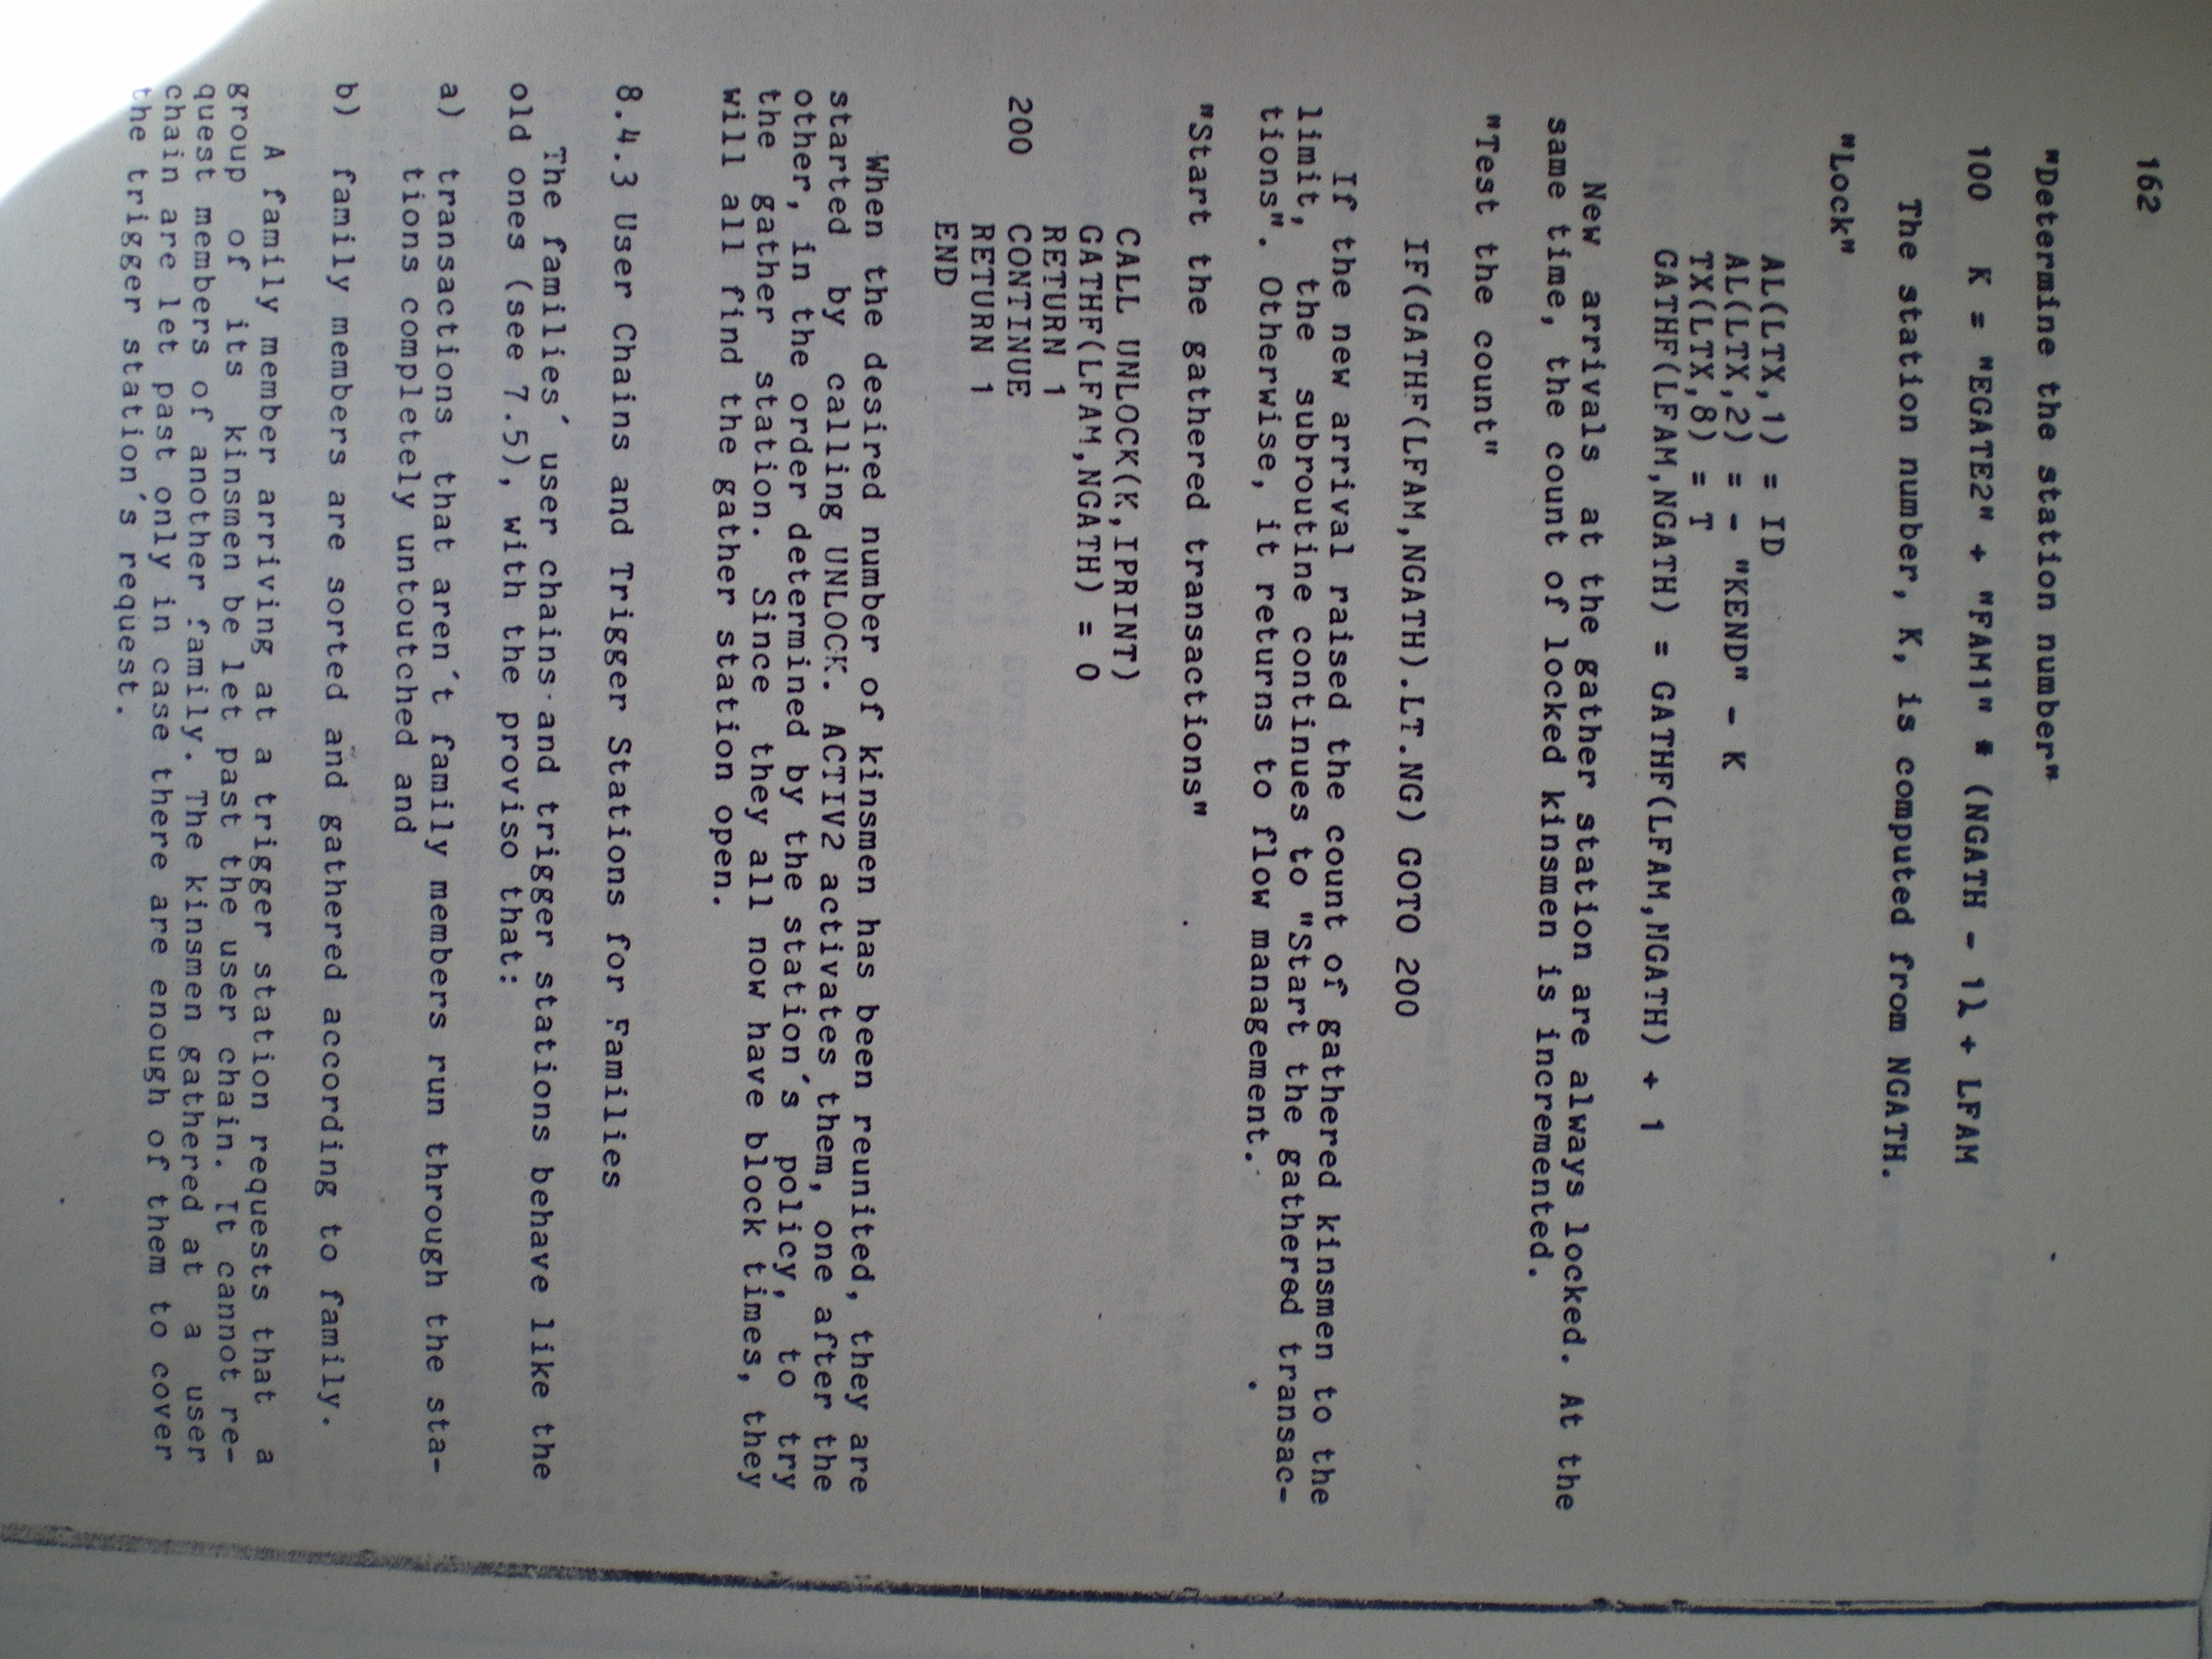 162
"Determine the station number"
100 K = "EGATE2" + "FAM1" * (NGATH - 1) + LFAM
The station number, K, is computed from NGATH.
"Lock"
AL(LTX,1) = ID
AL(LTX,2) = - "KEND" - K
TX(LTX,8) = T
GATHF(LFAM,NGATH) = GATHF(LFAM,NGATH) + 1
New arrivals at the gather station are always locked. At the
same time, the count of locked kinsmen is incremented.
"Test the count"
IF(GATHF(LFAM,NGATH).LT.NG) GOTO 200
If the new arrival raised the count of gathered kinsmen to the
limit, the subroutine continues to "Start the gathered transac-
tions". Otherwise, it returns to flow management.
"Start the gathered transactions"
CALL UNLOCK(K,IPRINT)
GATHF(LFAM,NGATH) = 0
RETURN 1
200 CONTINUE
RETURN 1
END
When the desired number of kinsmen has been reunited, they are
started by calling UNLOCK. ACTIV2 activates them, one after the
other, in the order determined by the station's policy, to try
the gather station. Since they all now have block times, they
will all find the gather station open.
8.4.3 User Chains and Trigger Stations for Families
The families' user chains and trigger stations behave like the
old ones (see 7.5), with the proviso that:
a) transactions that aren't family members run through the sta-
tions completely untoutched and
b) family members are sorted and gathered according to family.
A family member arriving at a trigger station requests that a
group of its kinsmen be let past the user chain. It cannot re-
quest members of another family. The kinsmen gathered at a user
chain are let past only in case there are enough of them to cover
the trigger station's request.